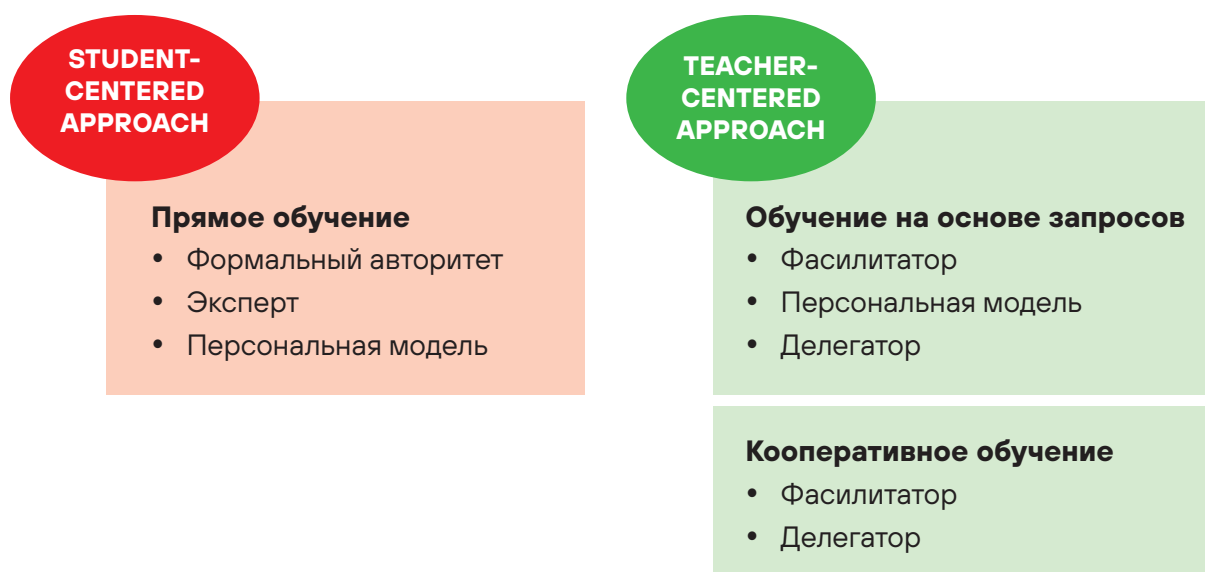 STUDENT-
CENTERED
APPROACH
Прямое обучение
• Формальный авторитет
• Эксперт
• Персональная модель
TEACHER-
CENTERED
APPROACH
Обучение на основе запросов
• Фасилитатор
• Персональная модель
• Делегатор
Кооперативное обучение
• Фасилитатор
• Делегатор